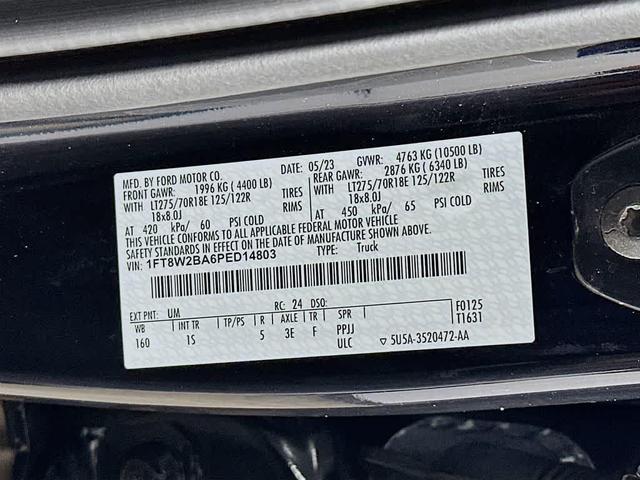 MFD. BY FORD MOTOR CO.
DATE: 05/23 GVWR: 4763 KG (10500 LB)
FRONT GAWR: 1996 KG (4400 LB)
REAR GAWR: 2876 KG (6340 LB)
WITH LT275/70R18E 125/122R TIRES
WITH LT275/70R18E 125/122R TIRES
18x8.0J RIMS
18x8.0J RIMS
AT 420 kPa/ 60 PSI COLD
AT 450 kPa/ 65 PSI COLD
THIS VEHICLE CONFORMS TO ALL APPLICABLE FEDERAL MOTOR VEHICLE
SAFETY STANDARDS IN EFFECT ON THE DATE OF MANUFACTURE SHOWN ABOVE.
VIN: 1FT8W2BA6PED14803 TYPE: Truck
EXT PNT: UM RC: 24 DSO: F0125
WB INT TR TP/PS R AXLE TR SPR T1631
160 1S 5 3E F PPJJ
ULC ▽ 5U5A-3520472-AA